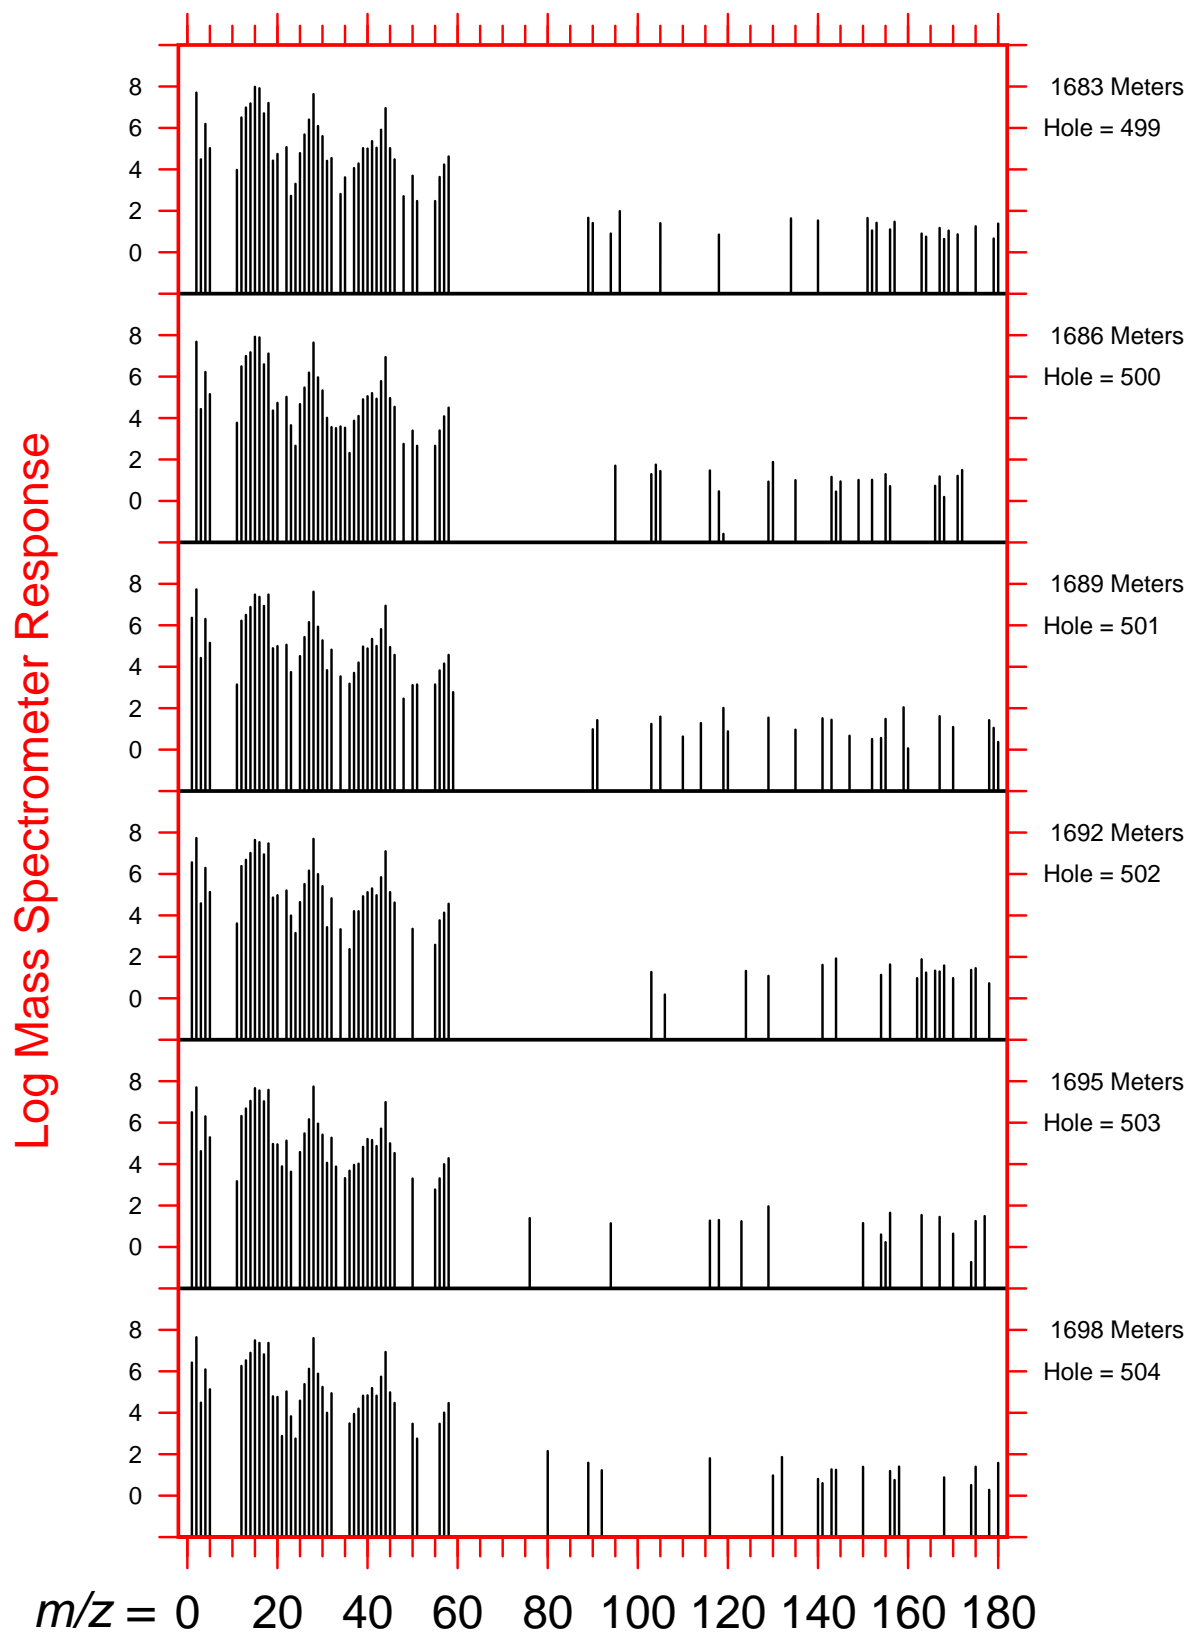 8
6
4
2
0
1683 Meters
Hole = 499
8
6
4
2
0
1686 Meters
Hole = 500
8
6
4
2
0
1689 Meters
Hole = 501
8
6
4
2
0
1692 Meters
Hole = 502
8
6
4
2
0
1695 Meters
Hole = 503
8
6
4
2
0
1698 Meters
Hole = 504
Log Mass Spectrometer Response
m/z = 0 20 40 60 80 100 120 140 160 180